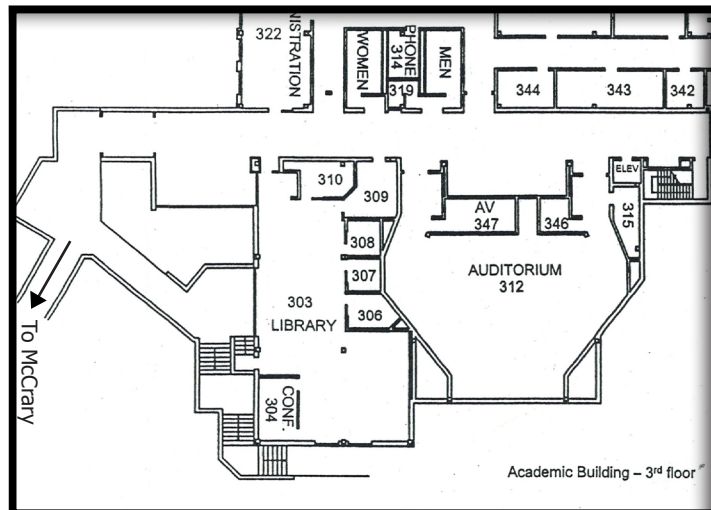 322
NISTRATION
WOMEN
PHONE
314
MEN
319
344
343
342
310
309
ELEV
AV
347
346
315
308
307
306
303
LIBRARY
AUDITORIUM
312
CONF.
304
To McCrary
Academic Building – 3rd floor